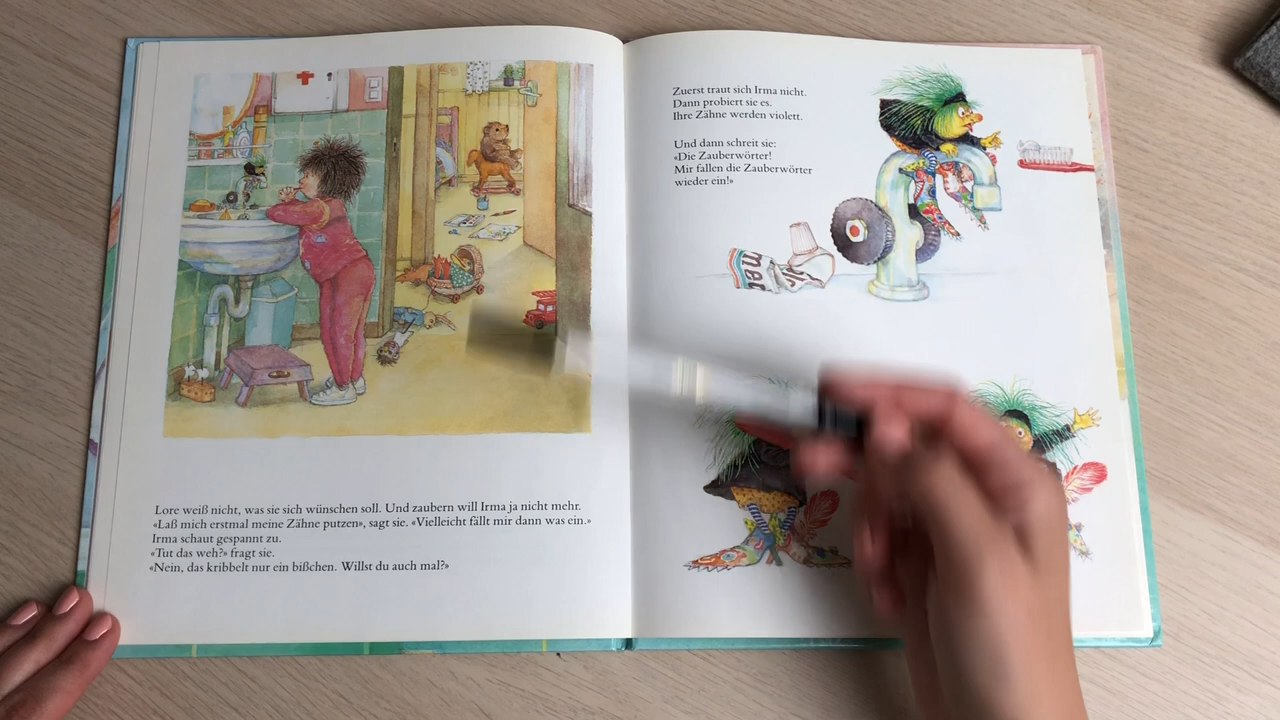 Lore weiß nicht, was sie sich wünschen soll. Und zaubern will Irma ja nicht mehr.
«Laß mich erstmal meine Zähne putzen», sagt sie. «Vielleicht fällt mir dann was ein.»
Irma schaut gespannt zu.
«Tut das weh?» fragt sie.
«Nein, das kribbelt nur ein bißchen. Willst du auch mal?»
Zuerst traut sich Irma nicht.
Dann probiert sie es.
Ihre Zähne werden violett.
Und dann schreit sie:
«Die Zauberwörter!
Mir fallen die Zauberwörter
wieder ein!»